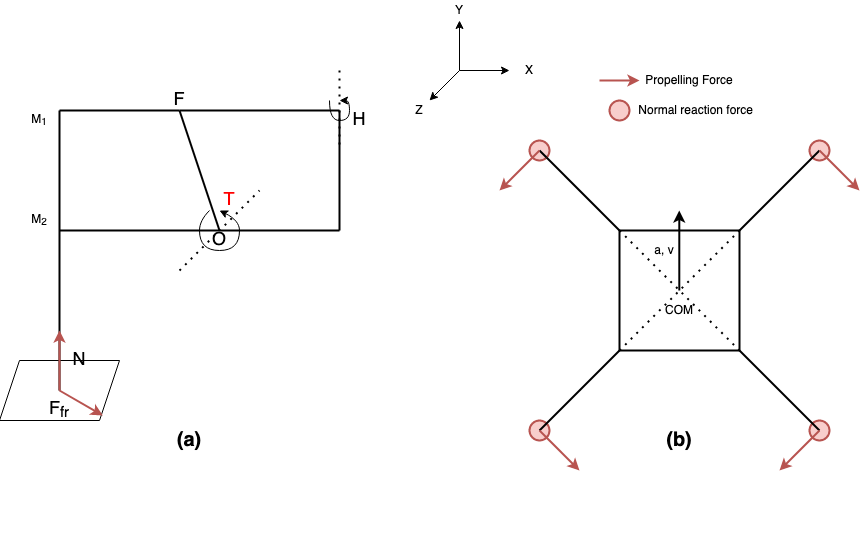 Y
X
Z
Propelling Force
Normal reaction force
F
H
M1
T
M2
O
a, v
COM
N
Ffr
(a)
(b)